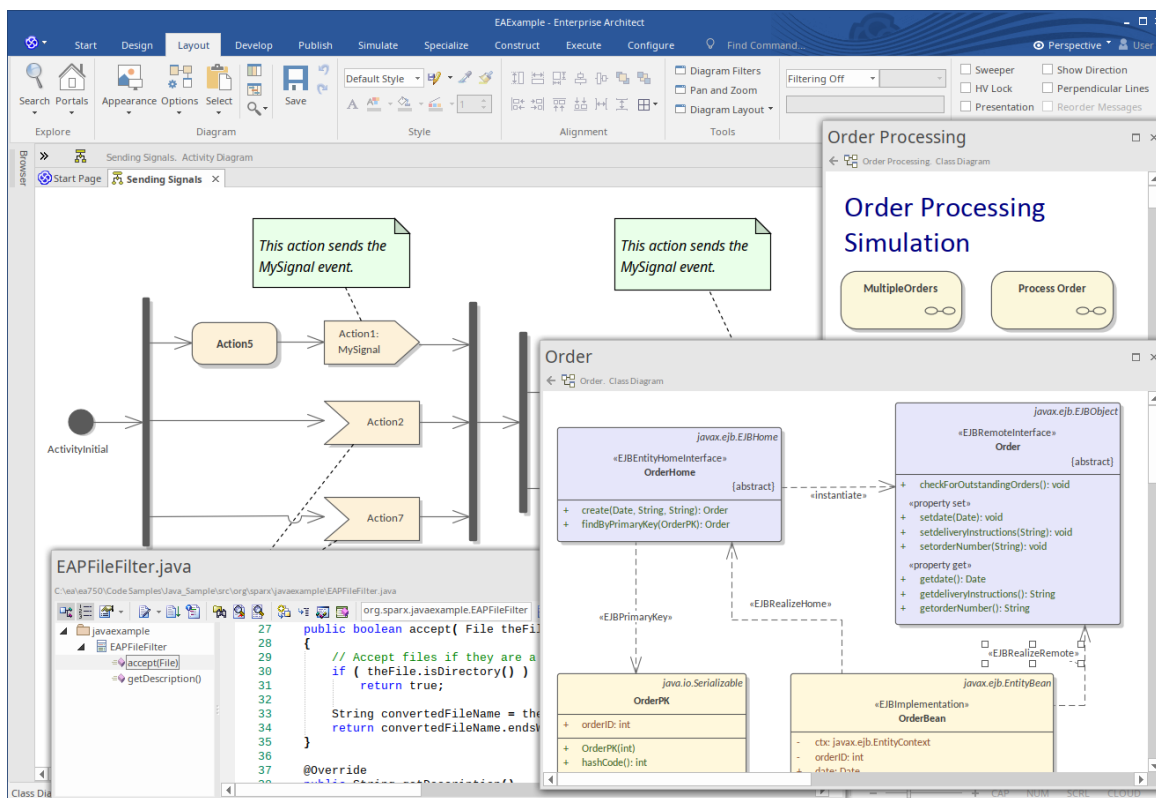 EAExample - Enterprise Architect
Start Design Layout Develop Publish Simulate Specialize Construct Execute Configure Find Command... Perspective User
Search Portals Appearance Options Select Save
Explore Diagram
Default Style
A 1
Style
Alignment
Diagram Filters
Pan and Zoom
Diagram Layout
Tools
Filtering Off
Sweeper Show Direction
HV Lock Perpendicular Lines
Presentation Reorder Messages
Browser
Sending Signals. Activity Diagram
Start Page Sending Signals
This action sends the
MySignal event.
This action sends the
MySignal event.
Action5
Action1:
MySignal
Action2
ActivityInitial
Action7
Order Processing
Order Processing. Class Diagram
Order Processing
Simulation
MultipleOrders
Process Order
Order
Order. Class Diagram
javax.ejb.EJBHome
«EJBEntityHomeInterface»
OrderHome
{abstract}
+ create(Date, String, String): Order
+ findByPrimaryKey(OrderPK): Order
«instantiate»
javax.ejb.EJBObject
«EJBRemoteInterface»
Order
{abstract}
+ checkForOutstandingOrders(): void
«property set»
+ setdate(Date): void
+ setdeliveryInstructions(String): void
+ setorderNumber(String): void
«property get»
+ getdate(): Date
+ getdeliveryInstructions(): String
+ getorderNumber(): String
«EJBRealizeHome»
«EJBPrimaryKey»
«EJBRealizeRemote»
java.io.Serializable
OrderPK
+ orderID: int
+ OrderPK(int)
+ hashCode(): int
javax.ejb.EntityBean
«EJBImplementation»
OrderBean
- ctx: javax.ejb.EntityContext
- orderID: int
+ date: Date
EAPFileFilter.java
C:\ea\ea750\Code Samples\Java_Sample\src\org\sparx\javaexample\EAPFileFilter.java
org.sparx.javaexample.EAPFileFilter
javaexample
EAPFileFilter
accept(File)
getDescription()
27 public boolean accept( File theFil
28 {
29 // Accept files if they are a
30 if ( theFile.isDirectory() )
31 return true;
32
33 String convertedFileName = the
34 return convertedFileName.endsW
35 }
36
37 @Override
38 public String getDescription()
Class Dia
CAP NUM SCRL CLOUD